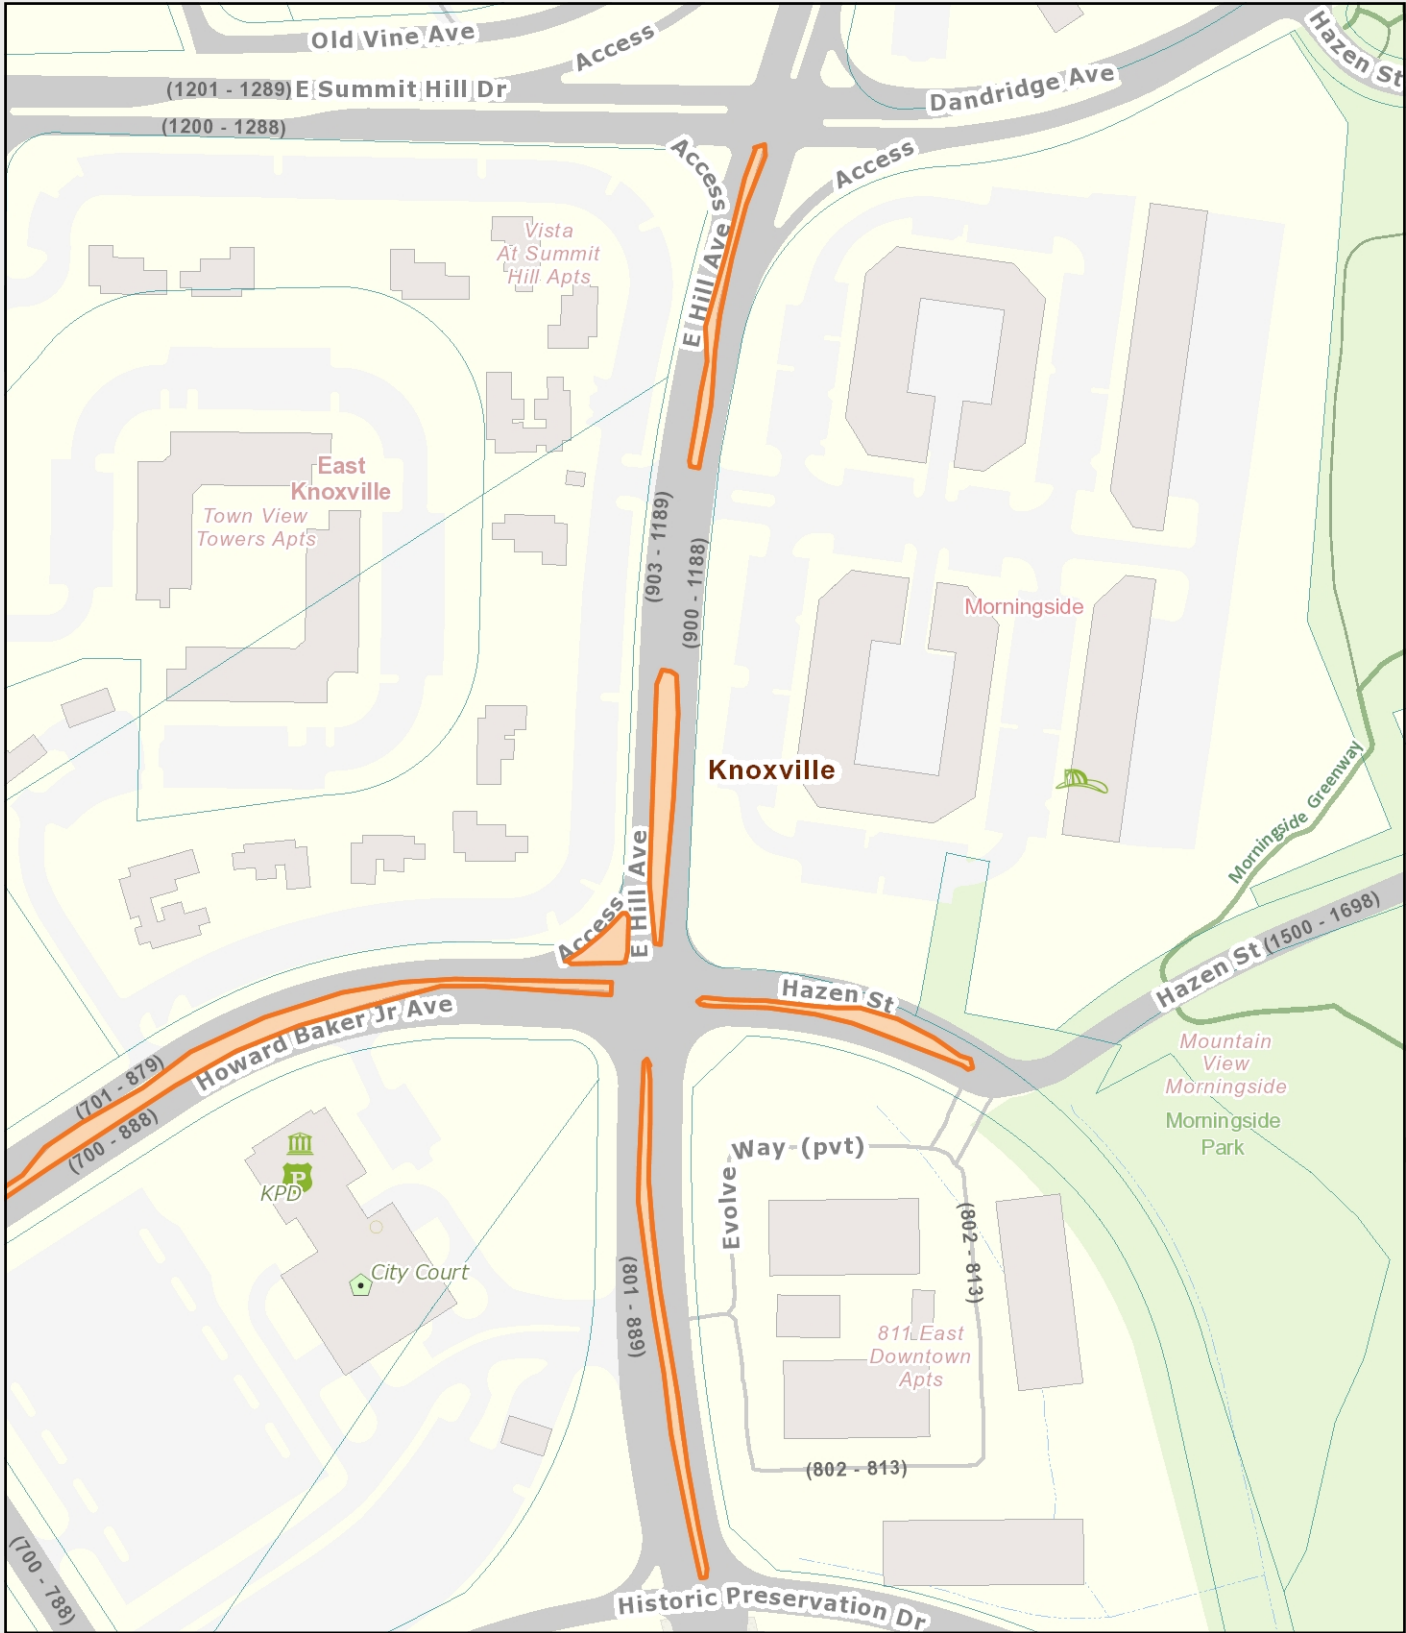 Old Vine Ave
Access
Hazen St
(1201 - 1289)
E Summit Hill Dr
Dandridge Ave
(1200 - 1288)
Access
Access
Vista
At Summit
Hill Apts
E Hill Ave
East
Knoxville
Town View
Towers Apts
(903 - 1189)
(900 - 1188)
Morningside
Knoxville
Morningside Greenway
E Hill Ave
Access
Hazen St
(1500 - 1698)
Hazen St
Howard Baker Jr Ave
(701 - 879)
(700 - 888)
Mountain
View
Morningside
Morningside
Park
Evolve Way (pvt)
P
KPD
City Court
(802 - 813)
(801 - 889)
811 East
Downtown
Apts
(802 - 813)
(700 - 788)
Historic Preservation Dr